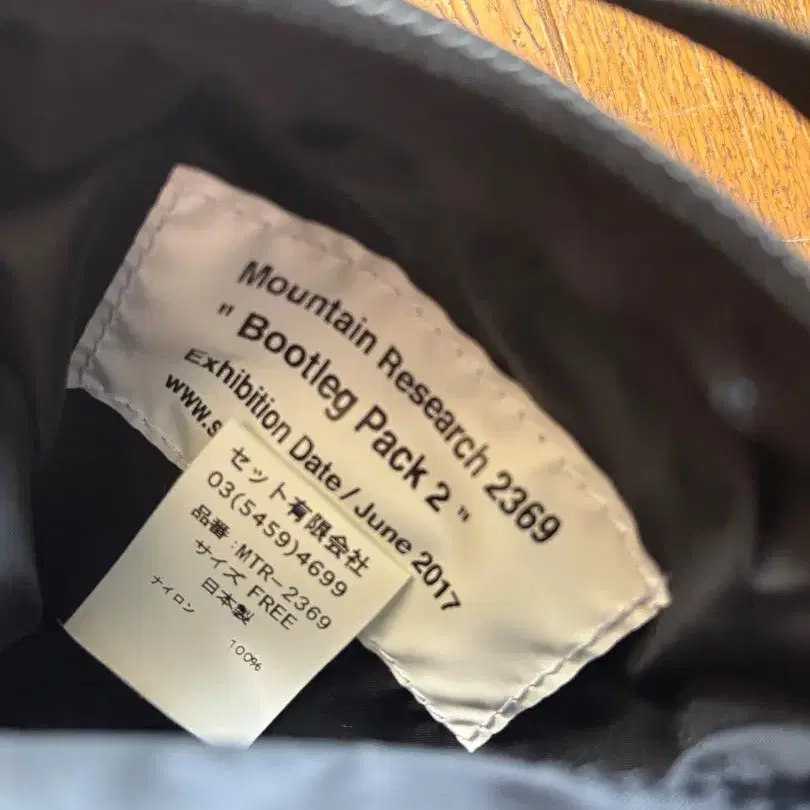 Mountain Research 2369
" Bootleg Pack 2 "
Exhibition Date / June 2017
www.s
セット有限会社
03(5459)4699
品番:MTR-2369
サイズ FREE
日本製
ナイロン 100%